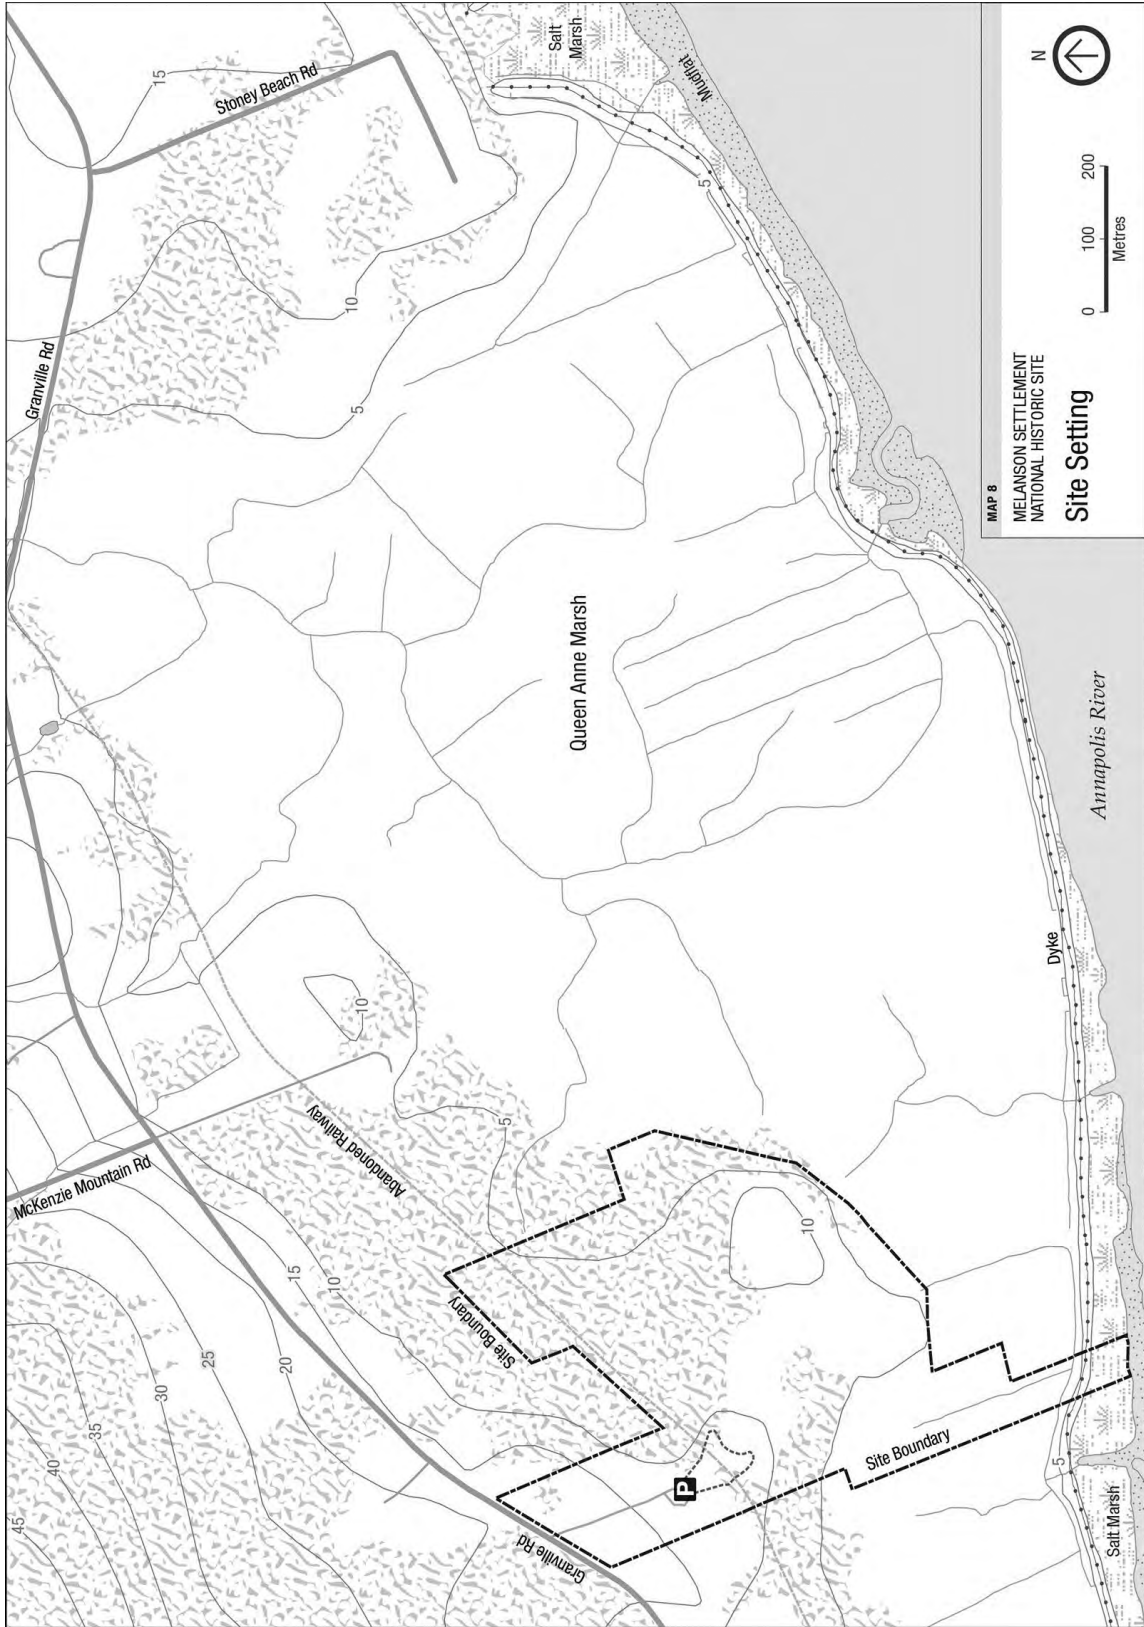 45
40
35
30
25
20
15
10
McKenzie Mountain Rd
Granville Rd
15
Stoney Beach Rd
Granville Rd
Abandoned Railway
10
5
10
5
Site Boundary
P
10
Site Boundary
Queen Anne Marsh
Salt
Marsh
Mudflat
5
Dyke
5
Salt Marsh
Annapolis River
MAP 8
MELANSON SETTLEMENT
NATIONAL HISTORIC SITE
Site Setting
0 100 200
Metres
N